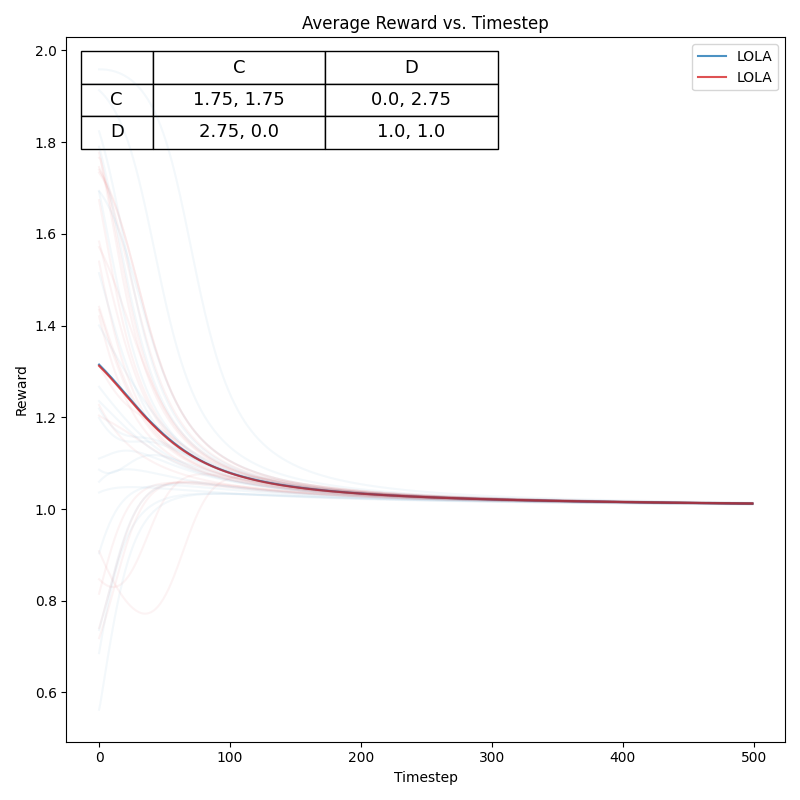 Average Reward vs. Timestep
C D
C 1.75, 1.75 0.0, 2.75
D 2.75, 0.0 1.0, 1.0
LOLA
LOLA
Reward
2.0
1.8
1.6
1.4
1.2
1.0
0.8
0.6
0 100 200 300 400 500
Timestep